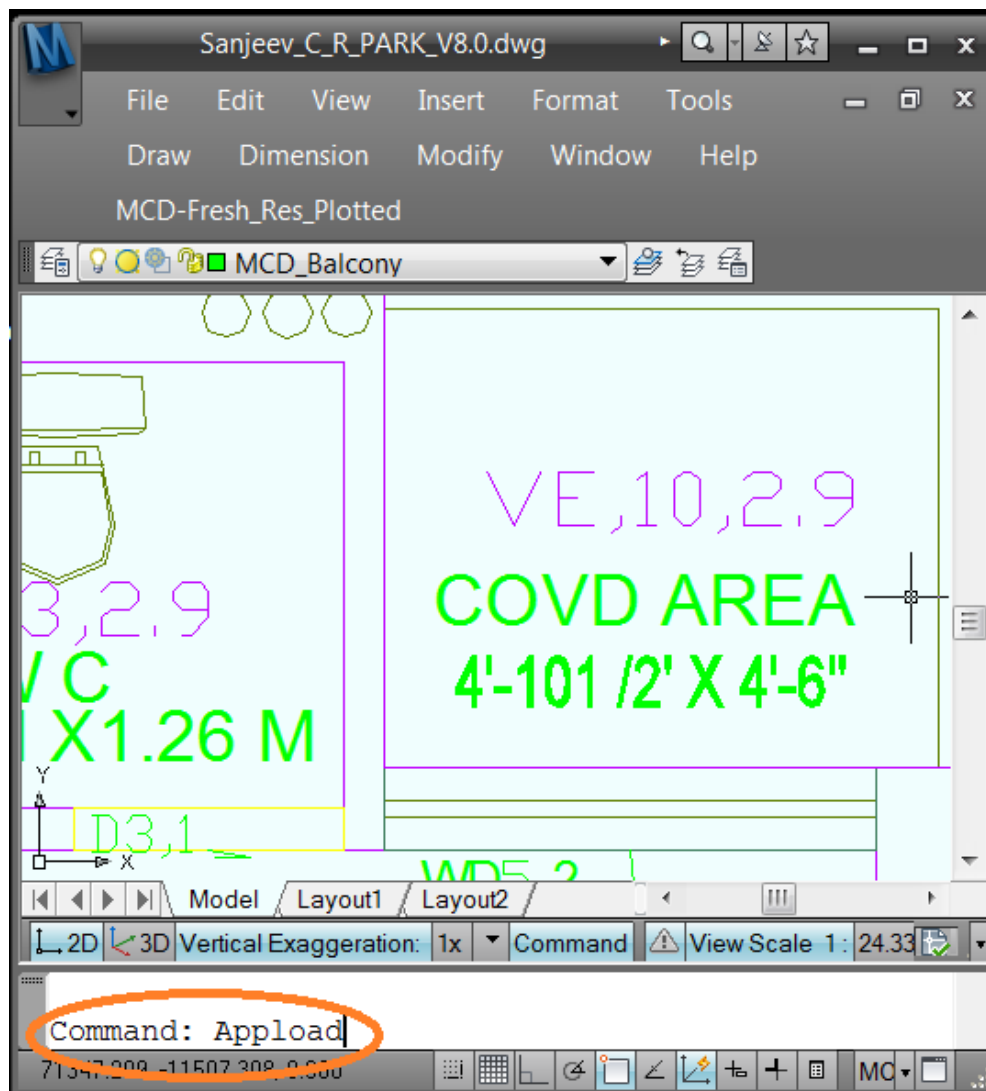 Sanjeev_C_R_PARK_V8.0.dwg
File Edit View Insert Format Tools
Draw Dimension Modify Window Help
MCD-Fresh_Res_Plotted
MCD_Balcony
VE,10,2.9
COVD AREA
4'-101 /2' X 4'-6"
3,2.9
C
X1.26 M
Y
D3,1
X
Model Layout1 Layout2
2D 3D Vertical Exaggeration: 1x Command View Scale 1: 24.33
Command: Appload